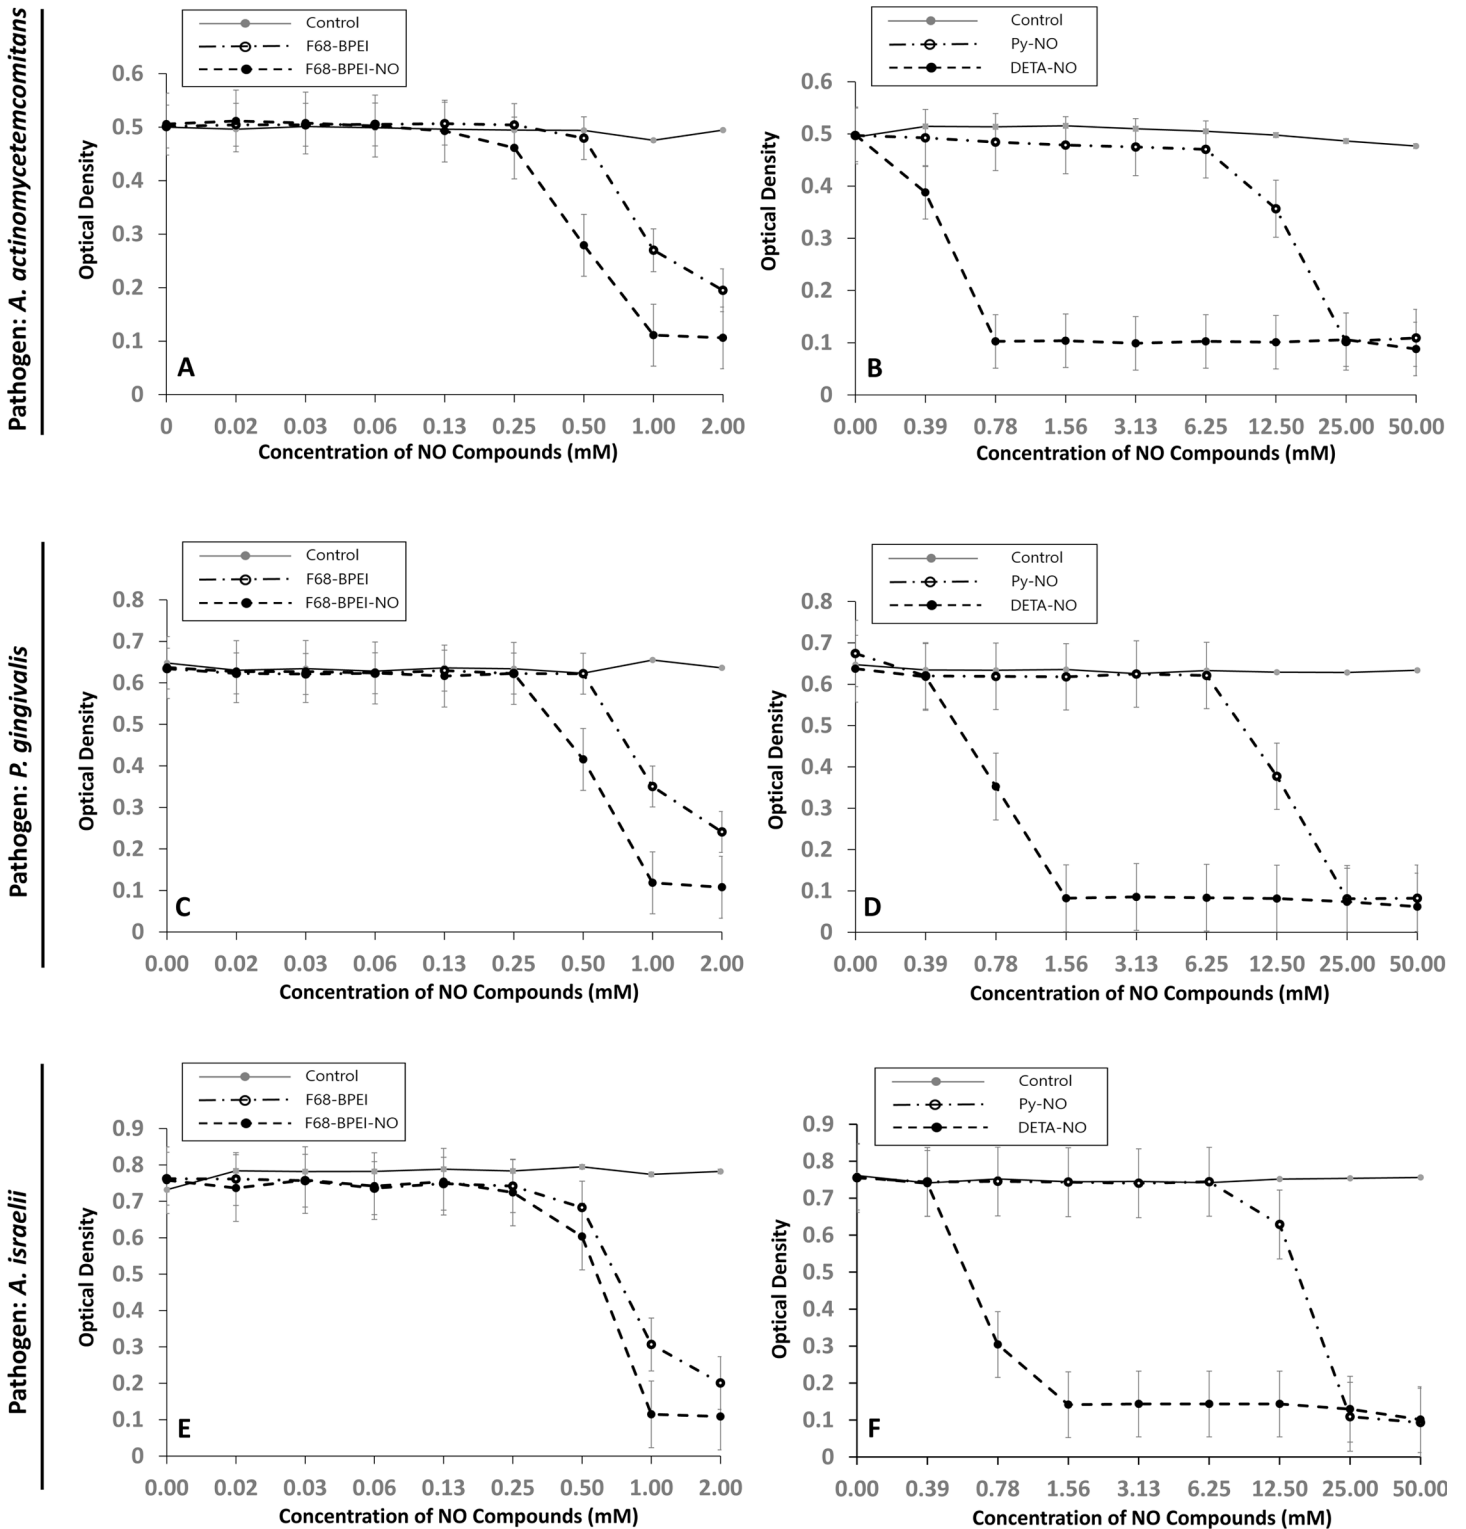 Pathogen: A. actinomycetemcomitans
Control
F68-BPEI
F68-BPEI-NO
0.6
0.5
0.4
0.3
0.2
0.1
0
Optical Density
A
0 0.02 0.03 0.06 0.13 0.25 0.50 1.00 2.00
Concentration of NO Compounds (mM)
Control
Py-NO
DETA-NO
0.6
0.5
0.4
0.3
0.2
0.1
0
Optical Density
B
0.00 0.39 0.78 1.56 3.13 6.25 12.50 25.00 50.00
Concentration of NO Compounds (mM)
Pathogen: P. gingivalis
Control
F68-BPEI
F68-BPEI-NO
0.8
0.7
0.6
0.5
0.4
0.3
0.2
0.1
0
Optical Density
C
0.00 0.02 0.03 0.06 0.13 0.25 0.50 1.00 2.00
Concentration of NO Compounds (mM)
Control
Py-NO
DETA-NO
0.8
0.7
0.6
0.5
0.4
0.3
0.2
0.1
0
Optical Density
D
0.00 0.39 0.78 1.56 3.13 6.25 12.50 25.00 50.00
Concentration of NO Compounds (mM)
Pathogen: A. israelii
Control
F68-BPEI
F68-BPEI-NO
0.9
0.8
0.7
0.6
0.5
0.4
0.3
0.2
0.1
0
Optical Density
E
0.00 0.02 0.03 0.06 0.13 0.25 0.50 1.00 2.00
Concentration of NO Compounds (mM)
Control
Py-NO
DETA-NO
0.9
0.8
0.7
0.6
0.5
0.4
0.3
0.2
0.1
0
Optical Density
F
0.00 0.39 0.78 1.56 3.13 6.25 12.50 25.00 50.00
Concentration of NO Compounds (mM)